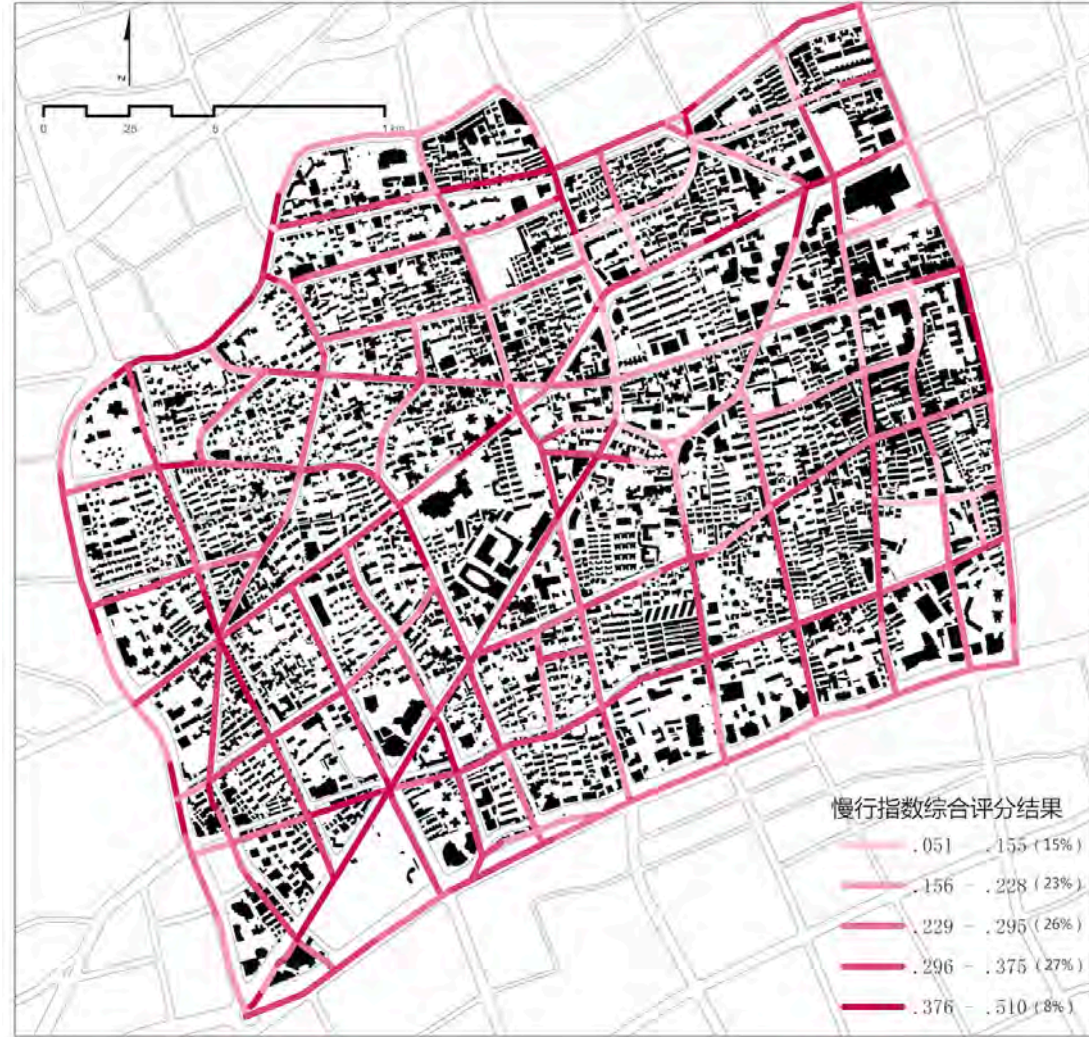 N
0 .25 .5 1 km
慢行指数综合评分结果
.051 .155 (15%)
.156 - .228 (23%)
.229 - .295 (26%)
.296 - .375 (27%)
.376 - .510 (8%)